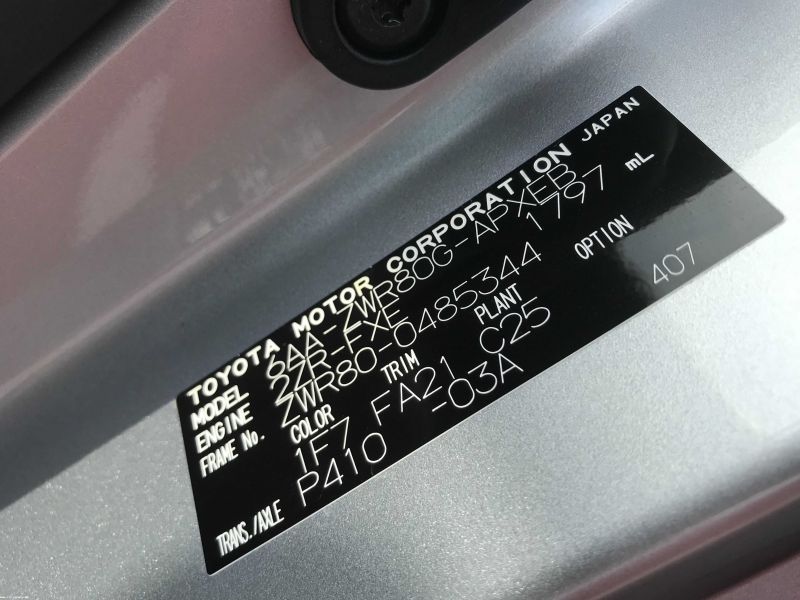 TOYOTA MOTOR CORPORATION JAPAN
MODEL 6AA-ZWR80G-APXEB
ENGINE 2ZR-FXE 1797 mL
FRAME No. ZWR80-0485344
COLOR TRIM PLANT OPTION
1F7 FA21 C25 407
TRANS./AXLE P410 -03A